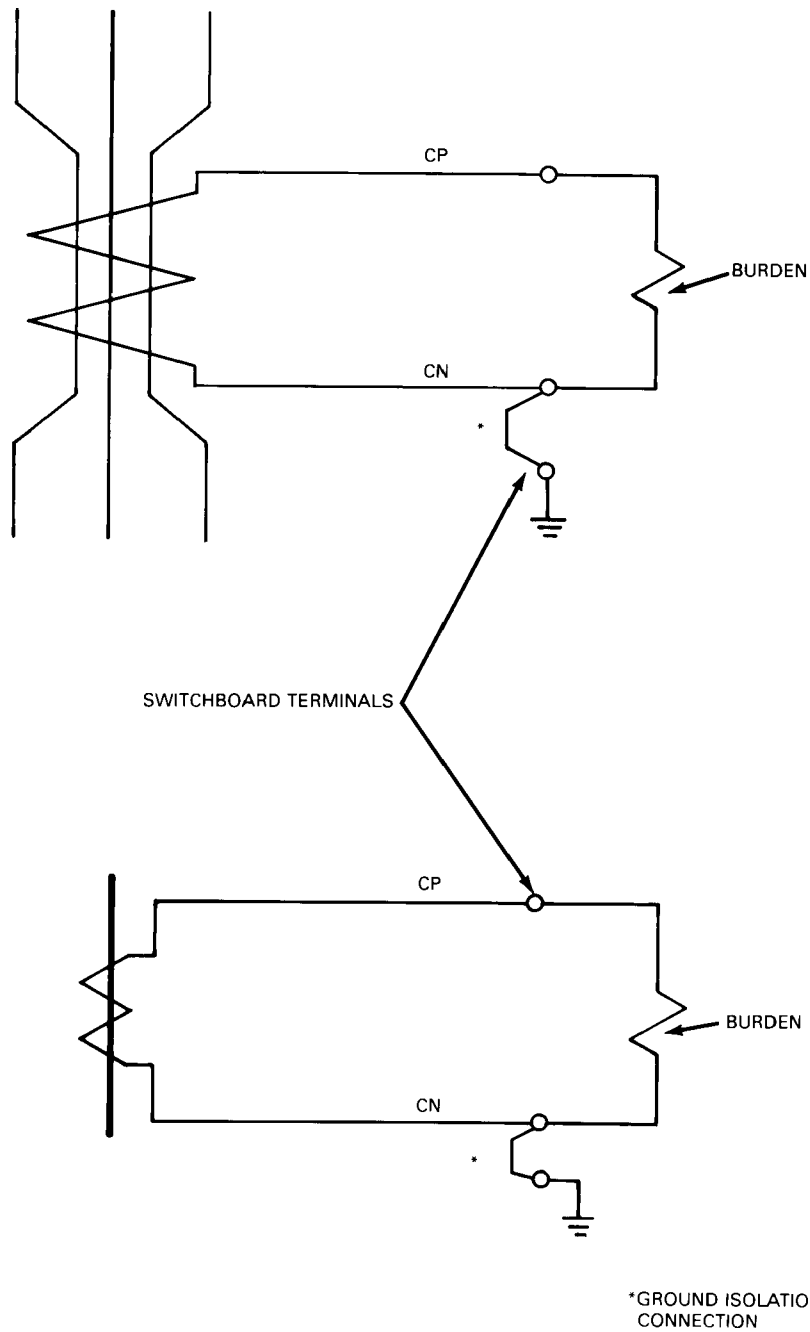 CP
BURDEN
CN
*
SWITCHBOARD TERMINALS
CP
BURDEN
CN
*
*GROUND ISOLATIO
CONNECTION